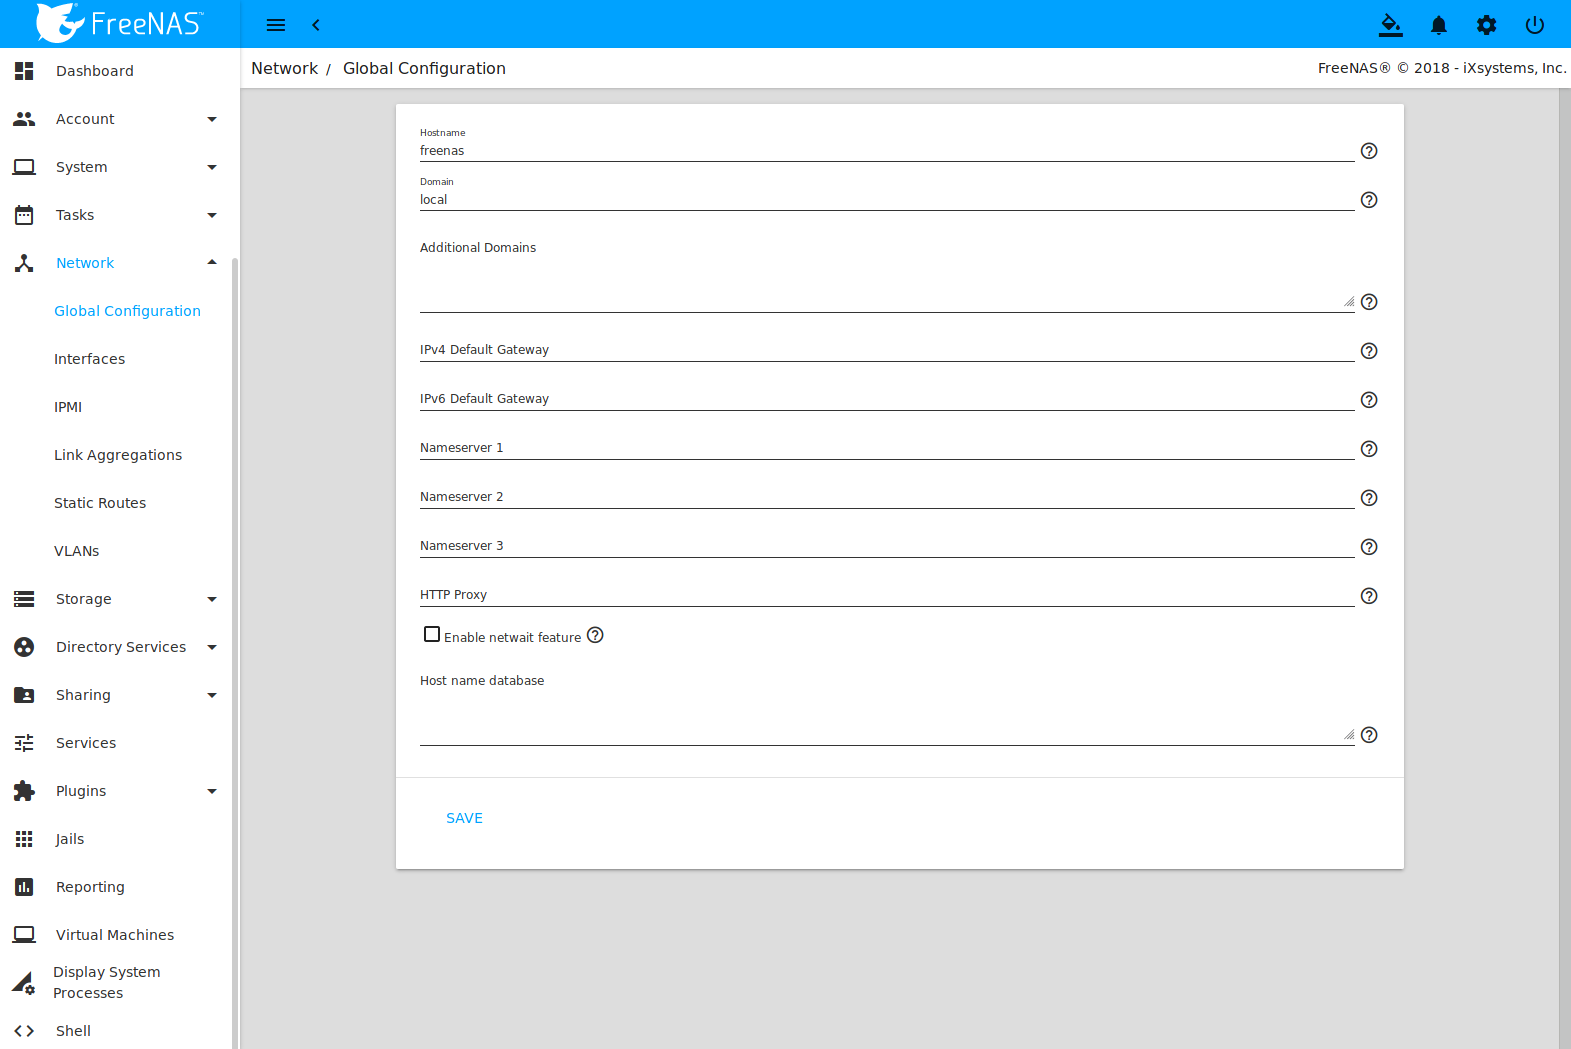 FreeNAS™
Dashboard
Account
System
Tasks
Network
Global Configuration
Interfaces
IPMI
Link Aggregations
Static Routes
VLANs
Storage
Directory Services
Sharing
Services
Plugins
Jails
Reporting
Virtual Machines
Display System
Processes
Shell
Network / Global Configuration
FreeNAS® © 2018 - iXsystems, Inc.
Hostname
freenas
Domain
local
Additional Domains
IPv4 Default Gateway
IPv6 Default Gateway
Nameserver 1
Nameserver 2
Nameserver 3
HTTP Proxy
Enable netwait feature
Host name database
SAVE